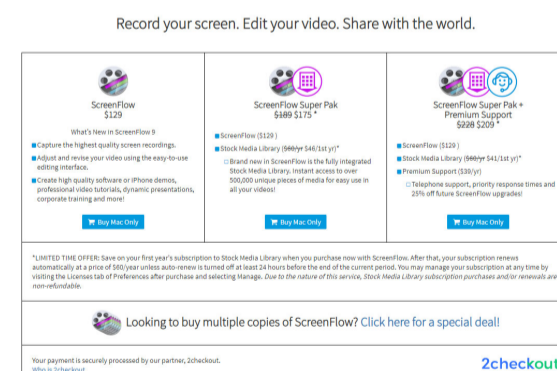 Record your screen. Edit your video. Share with the world.
ScreenFlow
$129
What's New in ScreenFlow 9
Capture the highest quality screen recordings.
Adjust and revise your video using the easy-to-use
editing interface.
Create high quality software or iPhone demos,
professional video tutorials, dynamic presentations,
corporate training and more!
Buy Mac Only
ScreenFlow Super Pak
$189 $175 *
ScreenFlow ($129 )
Stock Media Library ($60/yr $46/1st yr)*
Brand new in ScreenFlow is the fully integrated
Stock Media Library. Instant access to over
500,000 unique pieces of media for easy use in
all your videos!
Buy Mac Only
ScreenFlow Super Pak +
Premium Support
$228 $209 *
ScreenFlow ($129 )
Stock Media Library ($60/yr $41/1st yr)*
Premium Support ($39/yr)
Telephone support, priority response times and
25% off future ScreenFlow upgrades!
Buy Mac Only
*LIMITED TIME OFFER: Save on your first year's subscription to Stock Media Library when you purchase now with ScreenFlow. After that, your subscription renews
automatically at a price of $60/year unless auto-renew is turned off at least 24 hours before the end of the current period. You may manage your subscription at any time by
visiting the Licenses tab of Preferences after purchase and selecting Manage. Due to the nature of this service, Stock Media Library subscription purchases and/or renewals are
non-refundable.
Looking to buy multiple copies of ScreenFlow? Click here for a special deal!
Your payment is securely processed by our partner, 2checkout.
Who is 2checkout
2checkout